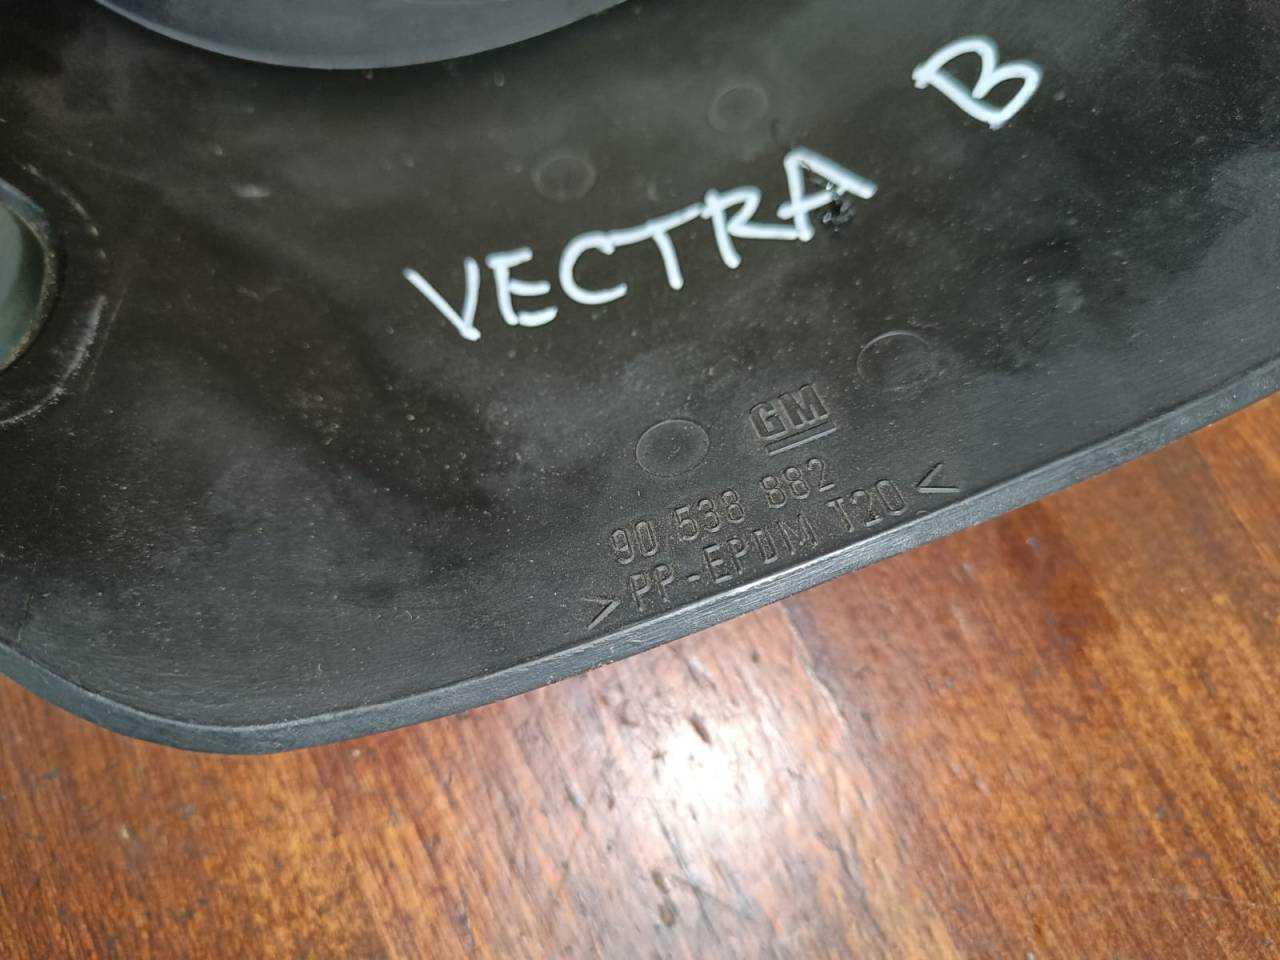 VECTRA B
GM
90 538 882
>PP-EPDM T20<